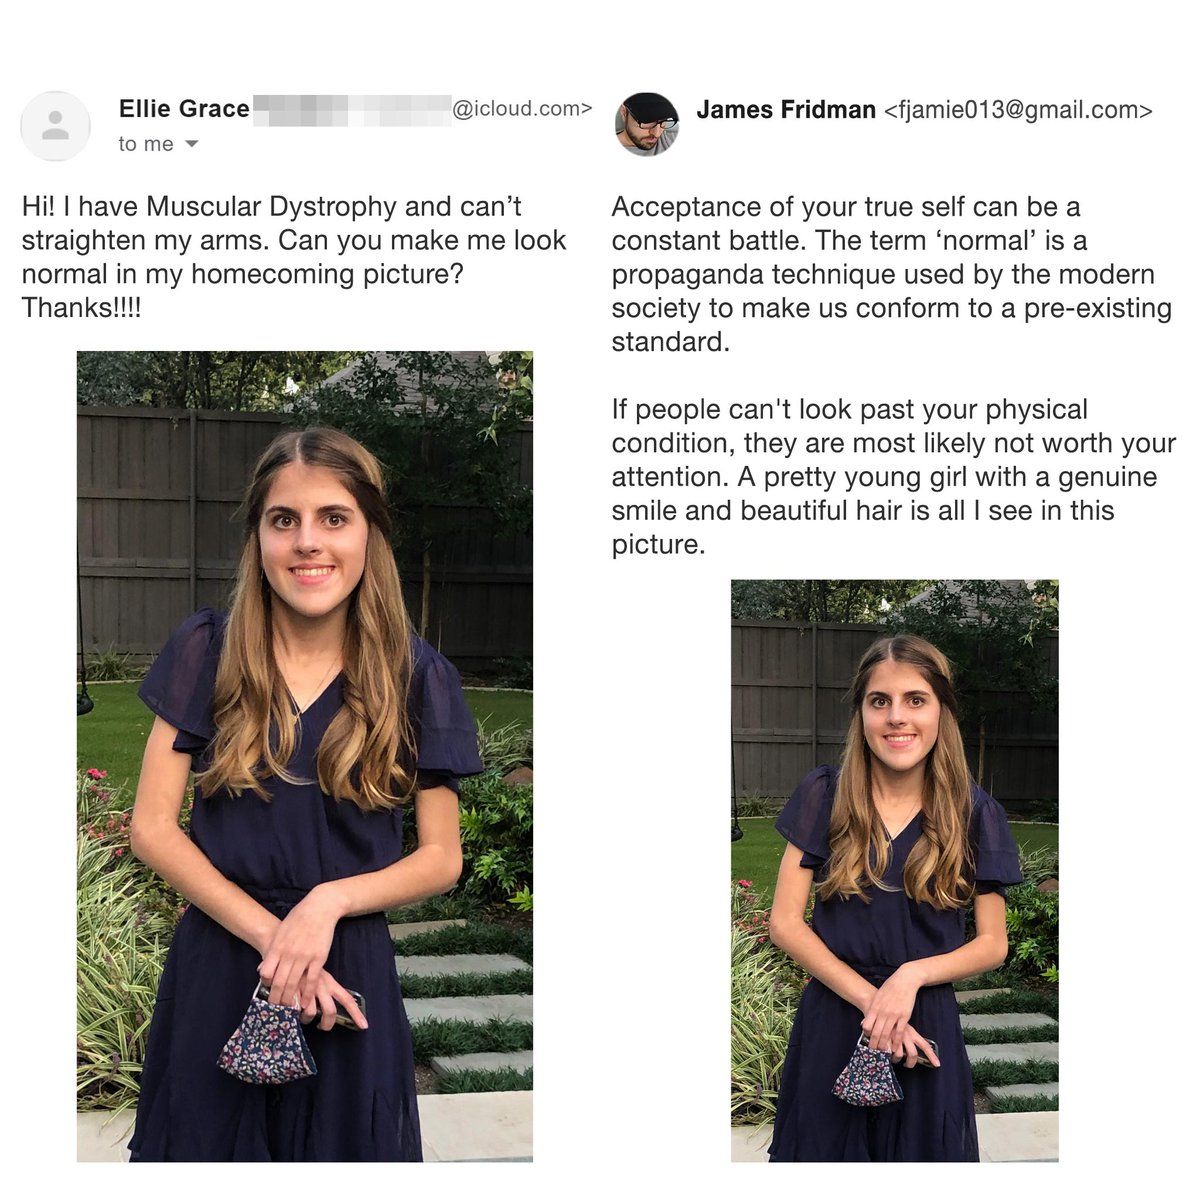 Ellie Grace @icloud.com>
to me
Hi! I have Muscular Dystrophy and can’t
straighten my arms. Can you make me look
normal in my homecoming picture?
Thanks!!!!
James Fridman <fjamie013@gmail.com>
Acceptance of your true self can be a
constant battle. The term ‘normal’ is a
propaganda technique used by the modern
society to make us conform to a pre-existing
standard.
If people can't look past your physical
condition, they are most likely not worth your
attention. A pretty young girl with a genuine
smile and beautiful hair is all I see in this
picture.